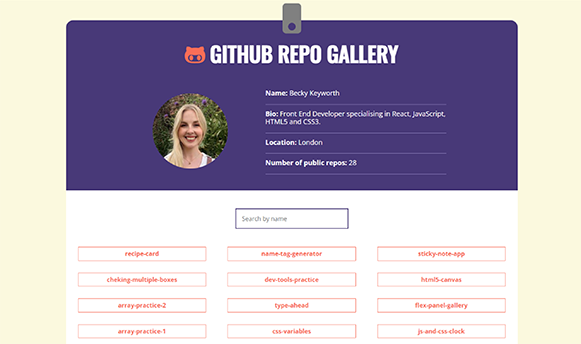 GITHUB REPO GALLERY
Name: Becky Keyworth
Bio: Front End Developer specialising in React, JavaScript,
HTML5 and CSS3.
Location: London
Number of public repos: 28
Search by name
recipe-card name-tag-generator sticky-note-app
cheking-multiple-boxes dev-tools-practice html5-canvas
array-practice-2 type-ahead flex-panel-gallery
array-practice-1 css-variables js-and-css-clock